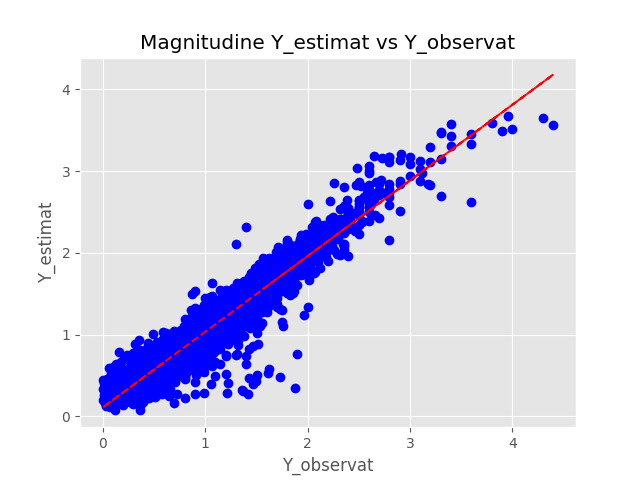 Magnitudine Y_estimat vs Y_observat
Y_estimat
4
3
2
1
0
0 1 2 3 4
Y_observat